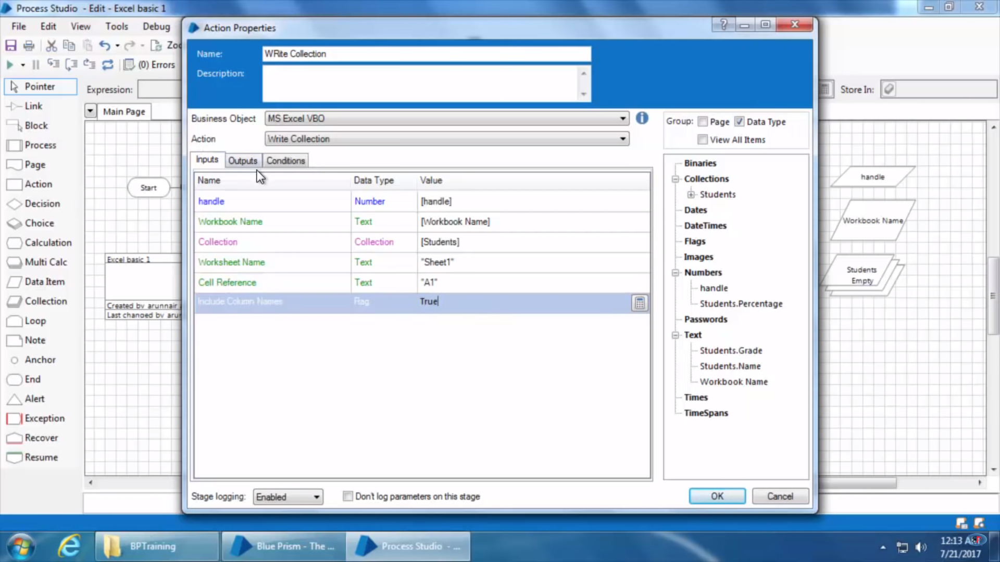 Process Studio - Edit - Excel basic 1
File Edit View Tools Debug
Action Properties
Name: WRite Collection
Description:
(0) Errors
Expression:
Store In:
Pointer
Link
Block
Process
Page
Action
Decision
Choice
Calculation
Multi Calc
Data Item
Collection
Loop
Note
Anchor
End
Alert
Exception
Recover
Resume
Main Page
Start
Excel basic 1
Created by arunnair
Last changed by
Business Object MS Excel VBO
Action Write Collection
Inputs Outputs Conditions
Name Data Type Value
handle Number [handle]
Workbook Name Text [Workbook Name]
Collection Collection [Students]
Worksheet Name Text "Sheet1"
Cell Reference Text "A1"
Include Column Names Flag True
Stage logging: Enabled Don't log parameters on this stage
Group: Page Data Type
View All Items
Binaries
Collections
Students
Dates
DateTimes
Flags
Images
Numbers
handle
Students.Percentage
Passwords
Text
Students.Grade
Students.Name
Workbook Name
Times
TimeSpans
OK Cancel
handle
Workbook Name
Students
Empty
BPTraining
Blue Prism - The ...
Process Studio - ...
12:13
7/21/2017